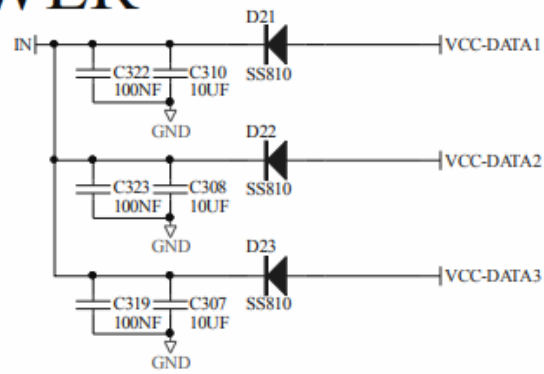 D21
IN
VCC-DATA1
C322
C310
SS810
100NF
10UF
GND
D22
VCC-DATA2
C323
C308
SS810
100NF
10UF
GND
D23
VCC-DATA3
C319
C307
SS810
100NF
10UF
GND